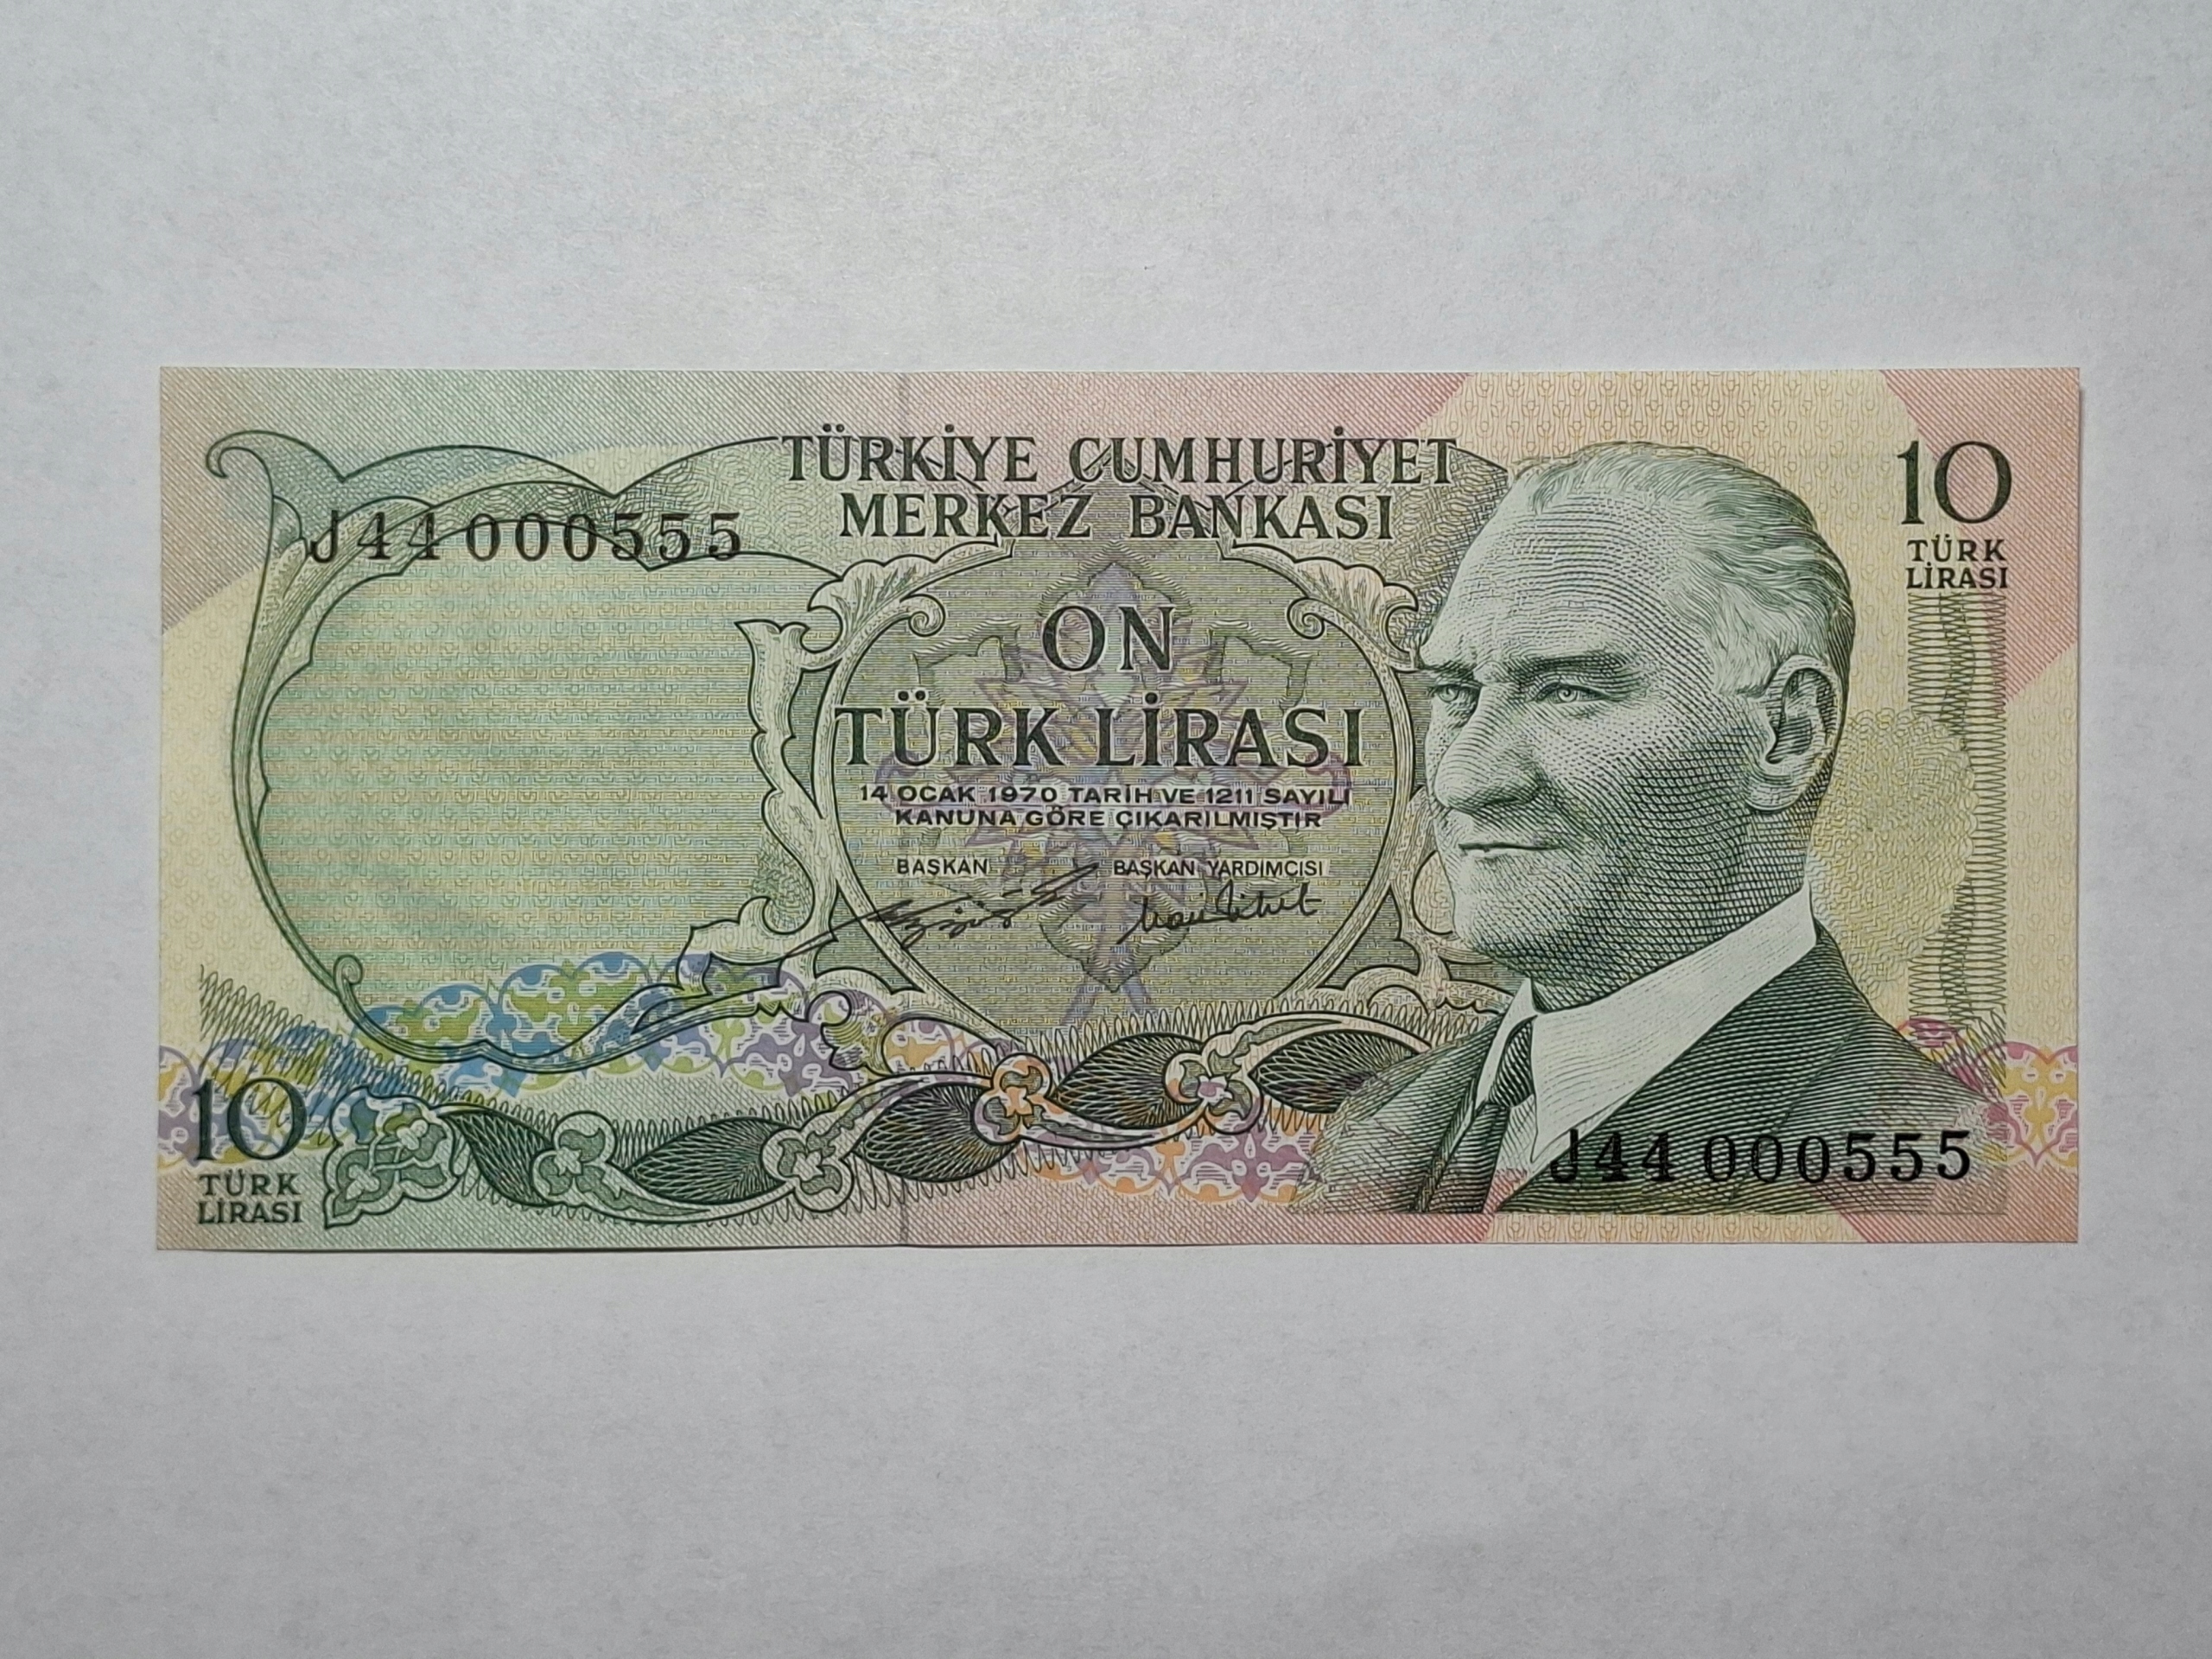 TÜRKİYE CUMHURİYET
MERKEZ BANKASI
10
TÜRK
LİRASI
J44 000555
ON
TÜRK LİRASI
14 OCAK 1970 TARİH VE 1211 SAYILI
KANUNA GÖRE ÇIKARILMIŞTIR
BAŞKAN BAŞKAN YARDIMCISI
10
TÜRK
LİRASI
J44 000555